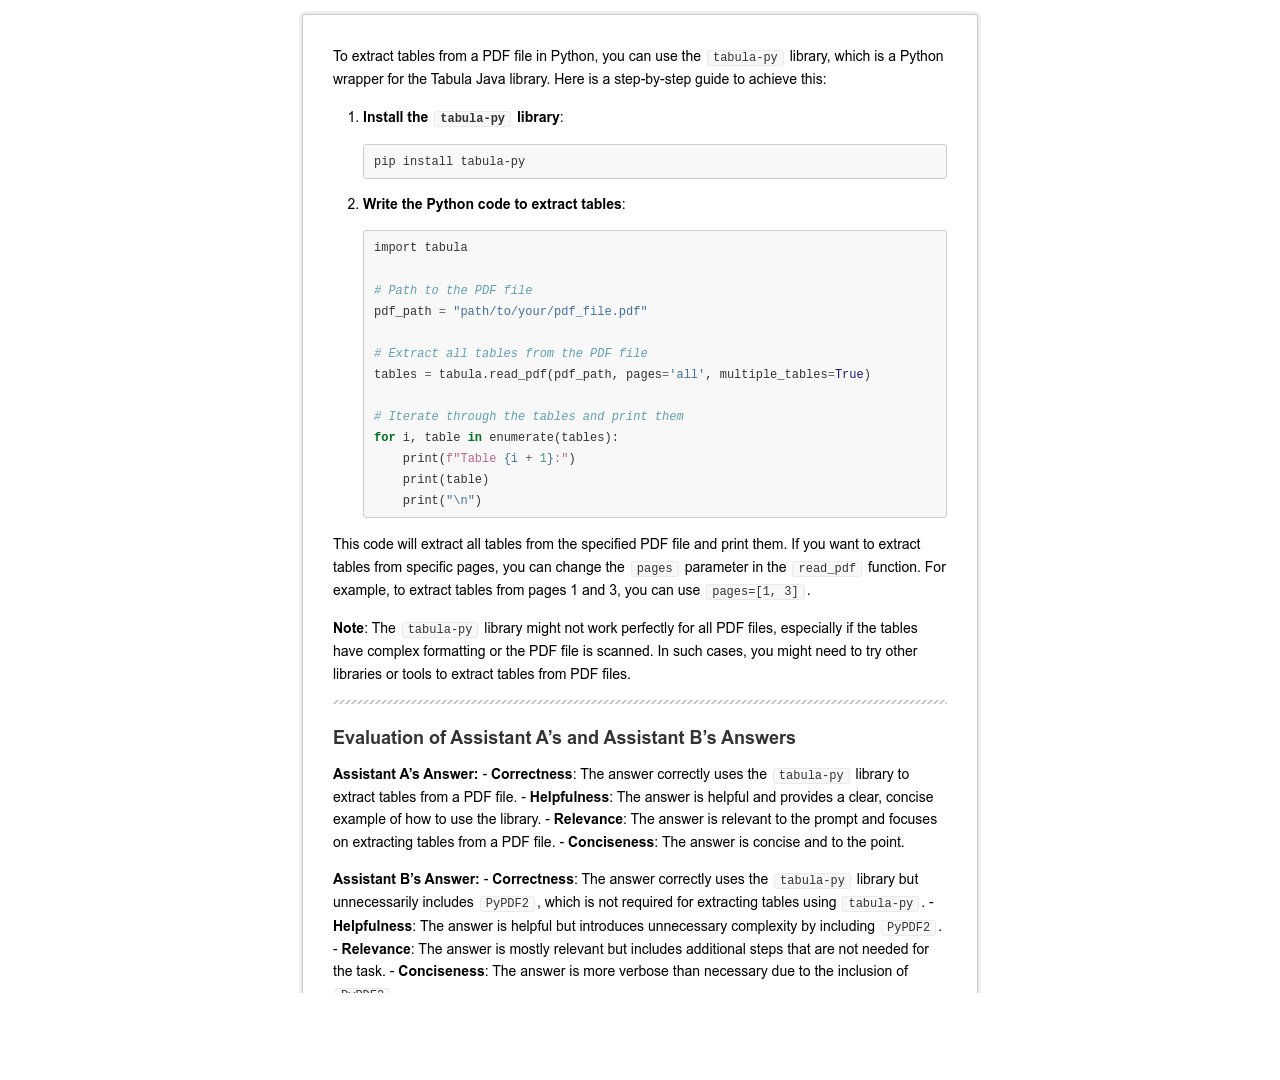 To extract tables from a PDF file in Python, you can use the tabula-py library, which is a Python
wrapper for the Tabula Java library. Here is a step-by-step guide to achieve this:
1. Install the tabula-py library:
pip install tabula-py
2. Write the Python code to extract tables:
import tabula
# Path to the PDF file
pdf_path = "path/to/your/pdf_file.pdf"
# Extract all tables from the PDF file
tables = tabula.read_pdf(pdf_path, pages='all', multiple_tables=True)
# Iterate through the tables and print them
for i, table in enumerate(tables):
    print(f"Table {i + 1}:")
    print(table)
    print("\n")
This code will extract all tables from the specified PDF file and print them. If you want to extract
tables from specific pages, you can change the pages parameter in the read_pdf function. For
example, to extract tables from pages 1 and 3, you can use pages=[1, 3].
Note: The tabula-py library might not work perfectly for all PDF files, especially if the tables
have complex formatting or the PDF file is scanned. In such cases, you might need to try other
libraries or tools to extract tables from PDF files.
Evaluation of Assistant A’s and Assistant B’s Answers
Assistant A’s Answer: - Correctness: The answer correctly uses the tabula-py library to
extract tables from a PDF file. - Helpfulness: The answer is helpful and provides a clear, concise
example of how to use the library. - Relevance: The answer is relevant to the prompt and focuses
on extracting tables from a PDF file. - Conciseness: The answer is concise and to the point.
Assistant B’s Answer: - Correctness: The answer correctly uses the tabula-py library but
unnecessarily includes PyPDF2, which is not required for extracting tables using tabula-py. -
Helpfulness: The answer is helpful but introduces unnecessary complexity by including PyPDF2.
- Relevance: The answer is mostly relevant but includes additional steps that are not needed for
the task. - Conciseness: The answer is more verbose than necessary due to the inclusion of